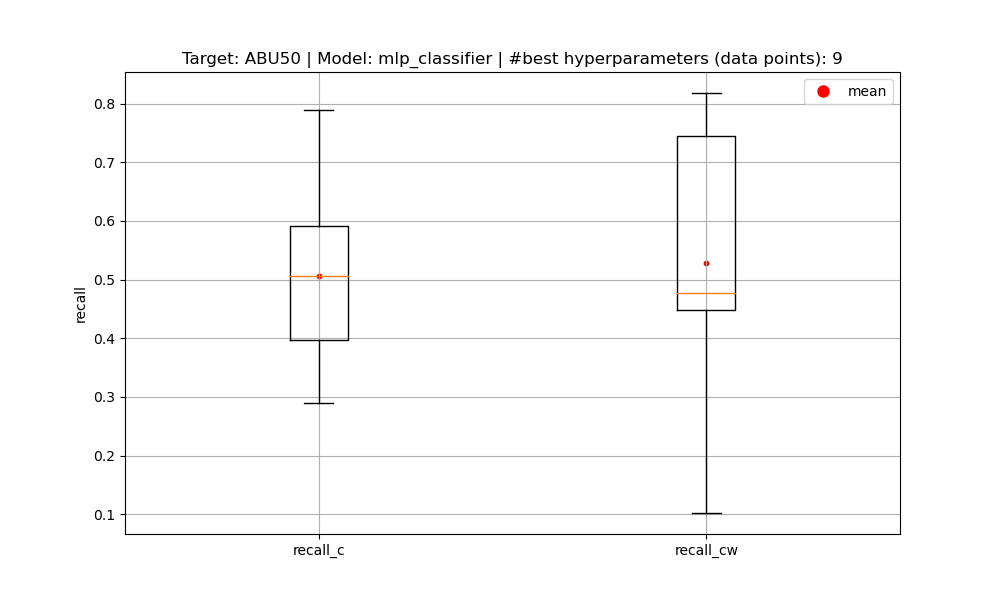 Target: ABU50 | Model: mlp_classifier | #best hyperparameters (data points): 9
mean
0.8
0.7
0.6
0.5
0.4
0.3
0.2
0.1
recall
recall_c
recall_cw